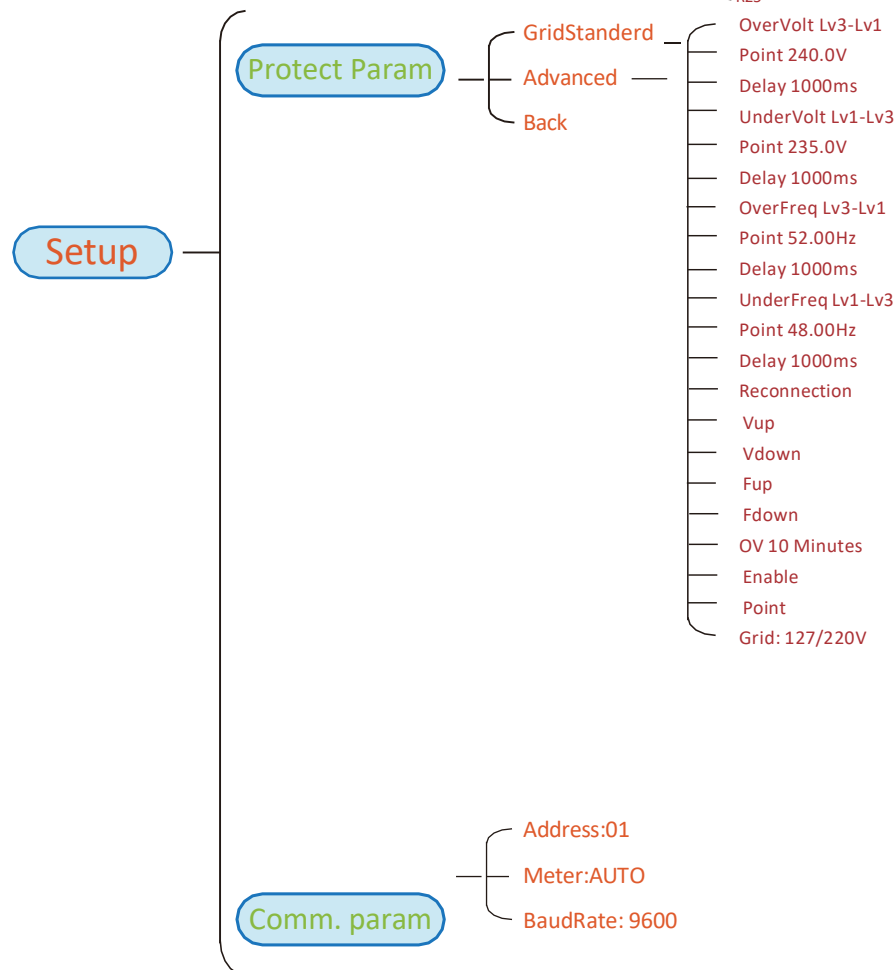 Setup
Protect Param
GridStanderd
Advanced
Back
OverVolt Lv3-Lv1
Point 240.0V
Delay 1000ms
UnderVolt Lv1-Lv3
Point 235.0V
Delay 1000ms
OverFreq Lv3-Lv1
Point 52.00Hz
Delay 1000ms
UnderFreq Lv1-Lv3
Point 48.00Hz
Delay 1000ms
Reconnection
Vup
Vdown
Fup
Fdown
OV 10 Minutes
Enable
Point
Grid: 127/220V
Comm. param
Address:01
Meter:AUTO
BaudRate: 9600